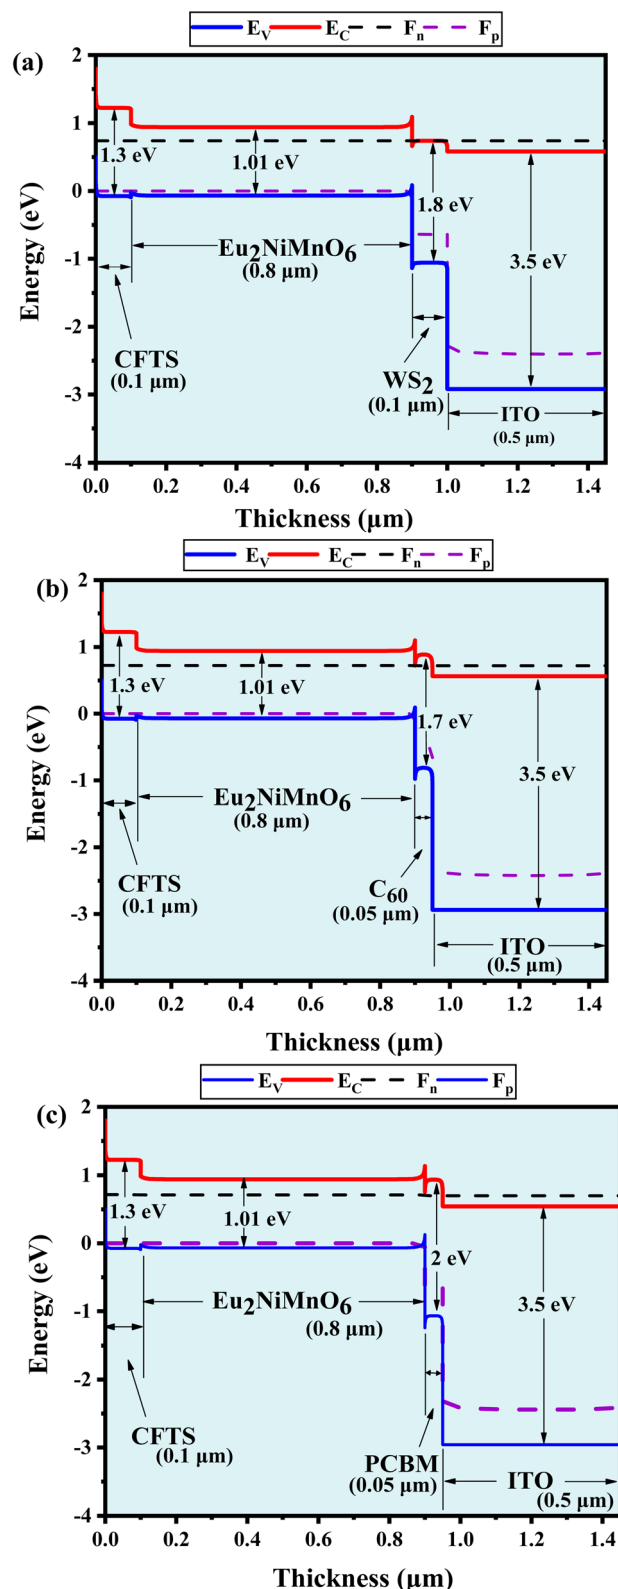 E_V E_C F_n F_p
(a)
2
1
0
-1
-2
-3
-4
Energy (eV)
1.3 eV
1.01 eV
1.8 eV
3.5 eV
Eu2NiMnO6
(0.8 µm)
CFTS
(0.1 µm)
WS2
(0.1 µm)
ITO
(0.5 µm)
0.0 0.2 0.4 0.6 0.8 1.0 1.2 1.4
Thickness (µm)
E_V E_C F_n F_p
(b)
2
1
0
-1
-2
-3
-4
Energy (eV)
1.3 eV
1.01 eV
1.7 eV
3.5 eV
Eu2NiMnO6
(0.8 µm)
CFTS
(0.1 µm)
C60
(0.05 µm)
ITO
(0.5 µm)
0.0 0.2 0.4 0.6 0.8 1.0 1.2 1.4
Thickness (µm)
E_V E_C F_n F_p
(c)
2
1
0
-1
-2
-3
-4
Energy (eV)
1.3 eV
1.01 eV
2 eV
3.5 eV
Eu2NiMnO6
(0.8 µm)
CFTS
(0.1 µm)
PCBM
(0.05 µm)
ITO
(0.5 µm)
0.0 0.2 0.4 0.6 0.8 1.0 1.2 1.4
Thickness (µm)